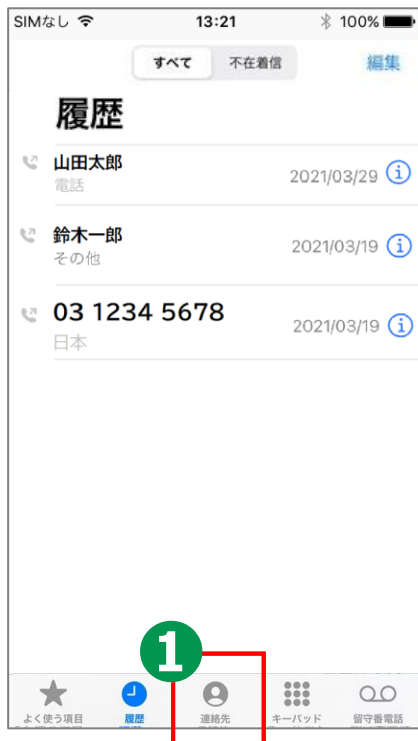 SIMなし 13:21 100%
すべて 不在着信 編集
履歴
山田太郎
電話 2021/03/29
鈴木一郎
その他 2021/03/19
03 1234 5678
日本 2021/03/19
1
よく使う項目 履歴 連絡先 キーパッド 留守番電話